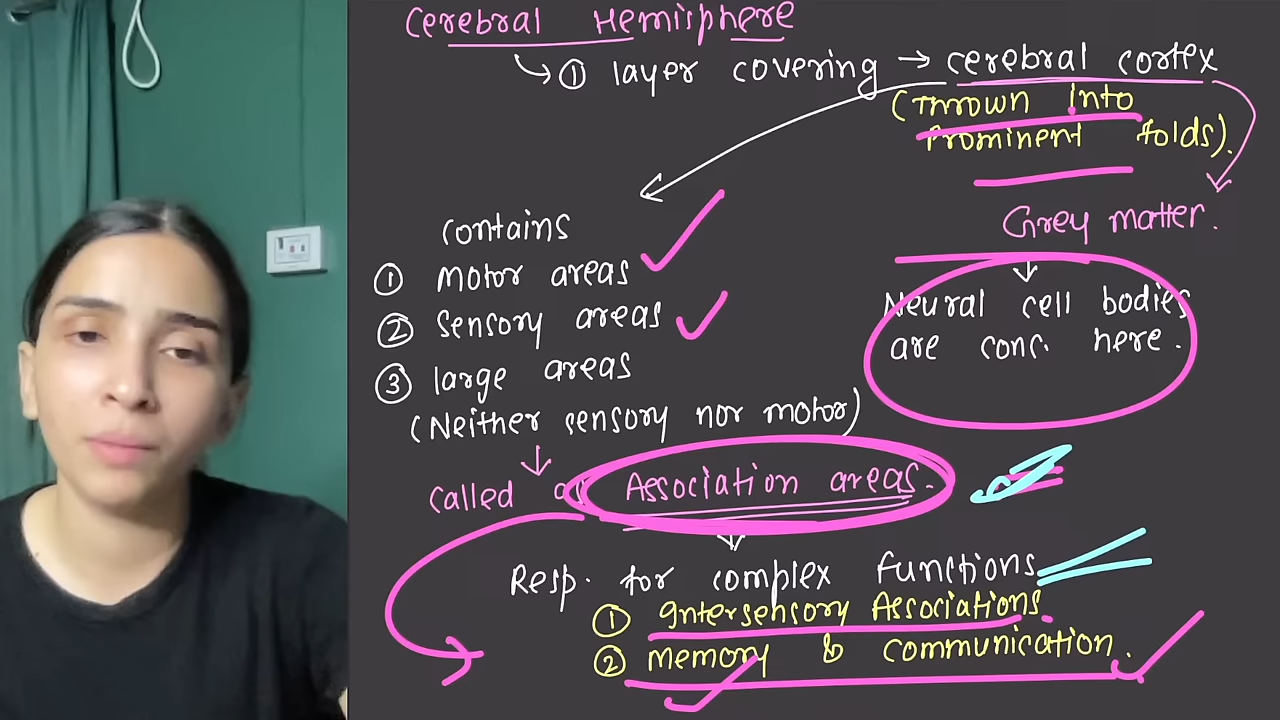 Cerebral Hemisphere
① layer covering → cerebral cortex
(Thrown Into
Prominent folds).
Grey matter.
Neural cell bodies
are conc. here.
contains
① motor areas
② sensory areas
③ large areas
(Neither sensory nor motor)
called as Association areas.
Resp. for complex functions
① Intersensory Associations.
② memory & communication.